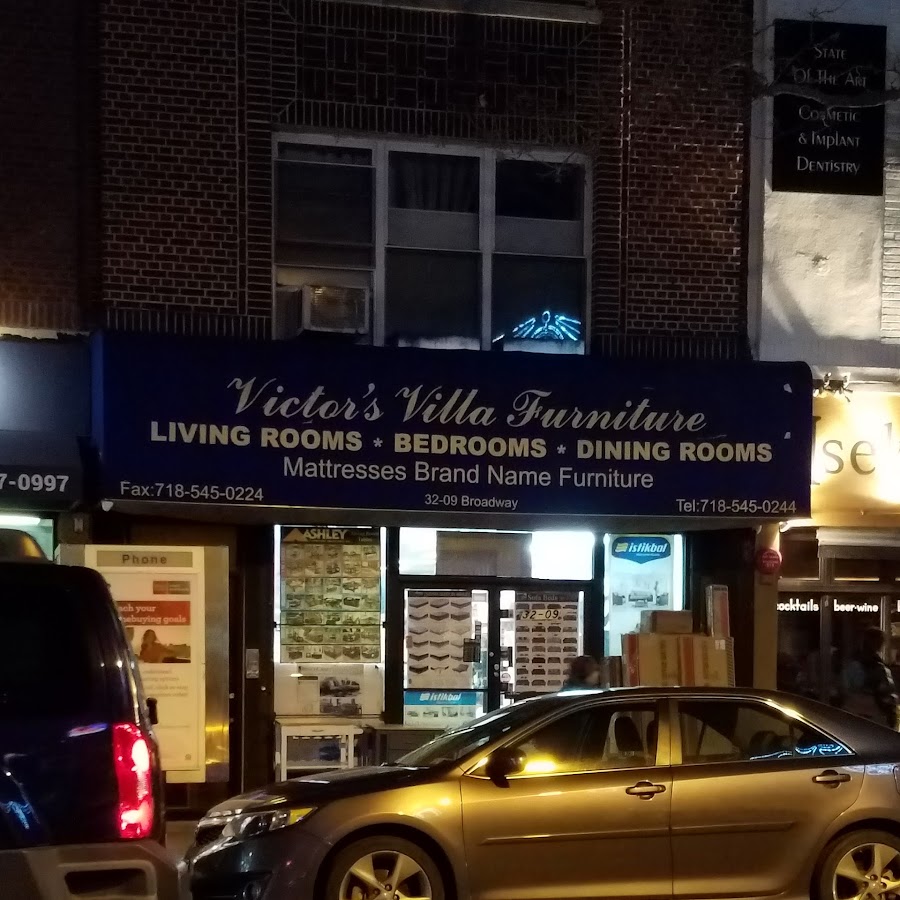 State
Of The Art
Cosmetic
& Implant
Dentistry
Victor's Villa Furniture
LIVING ROOMS * BEDROOMS * DINING ROOMS
Mattresses Brand Name Furniture
Fax:718-545-0224
32-09 Broadway
Tel:718-545-0244
7-0997
Phone
ASHLEY
istikbal
Sofa Beds
32-09
istikbal
cocktails
beer-wine